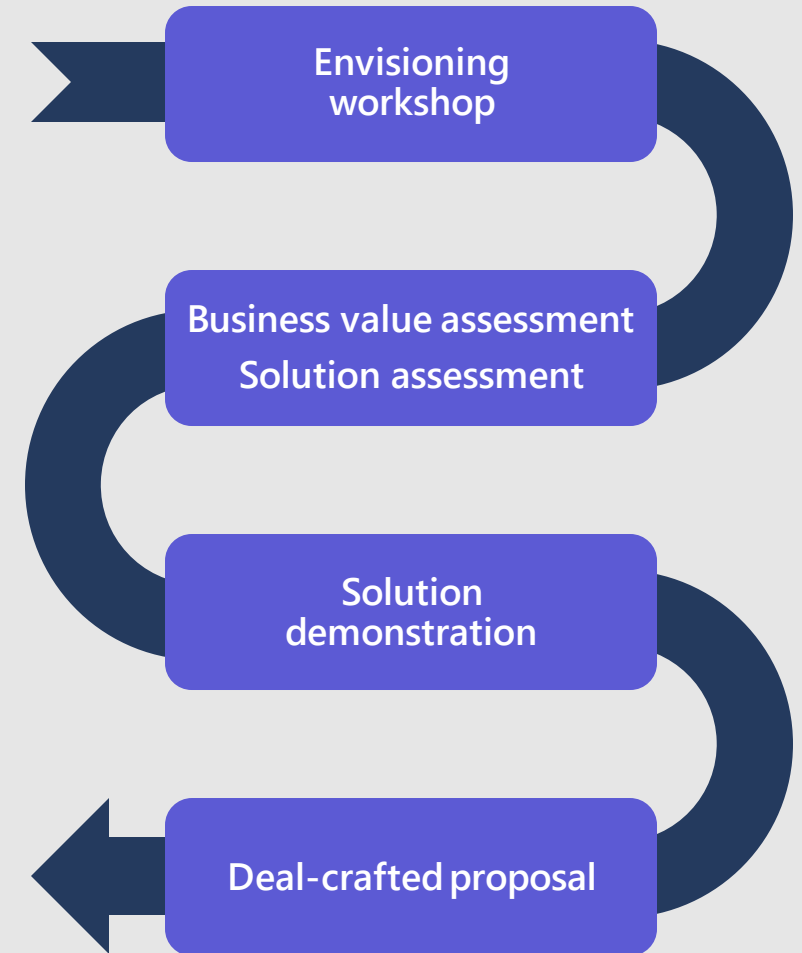 Envisioning
workshop
Business value assessment
Solution assessment
Solution
demonstration
Deal-crafted proposal